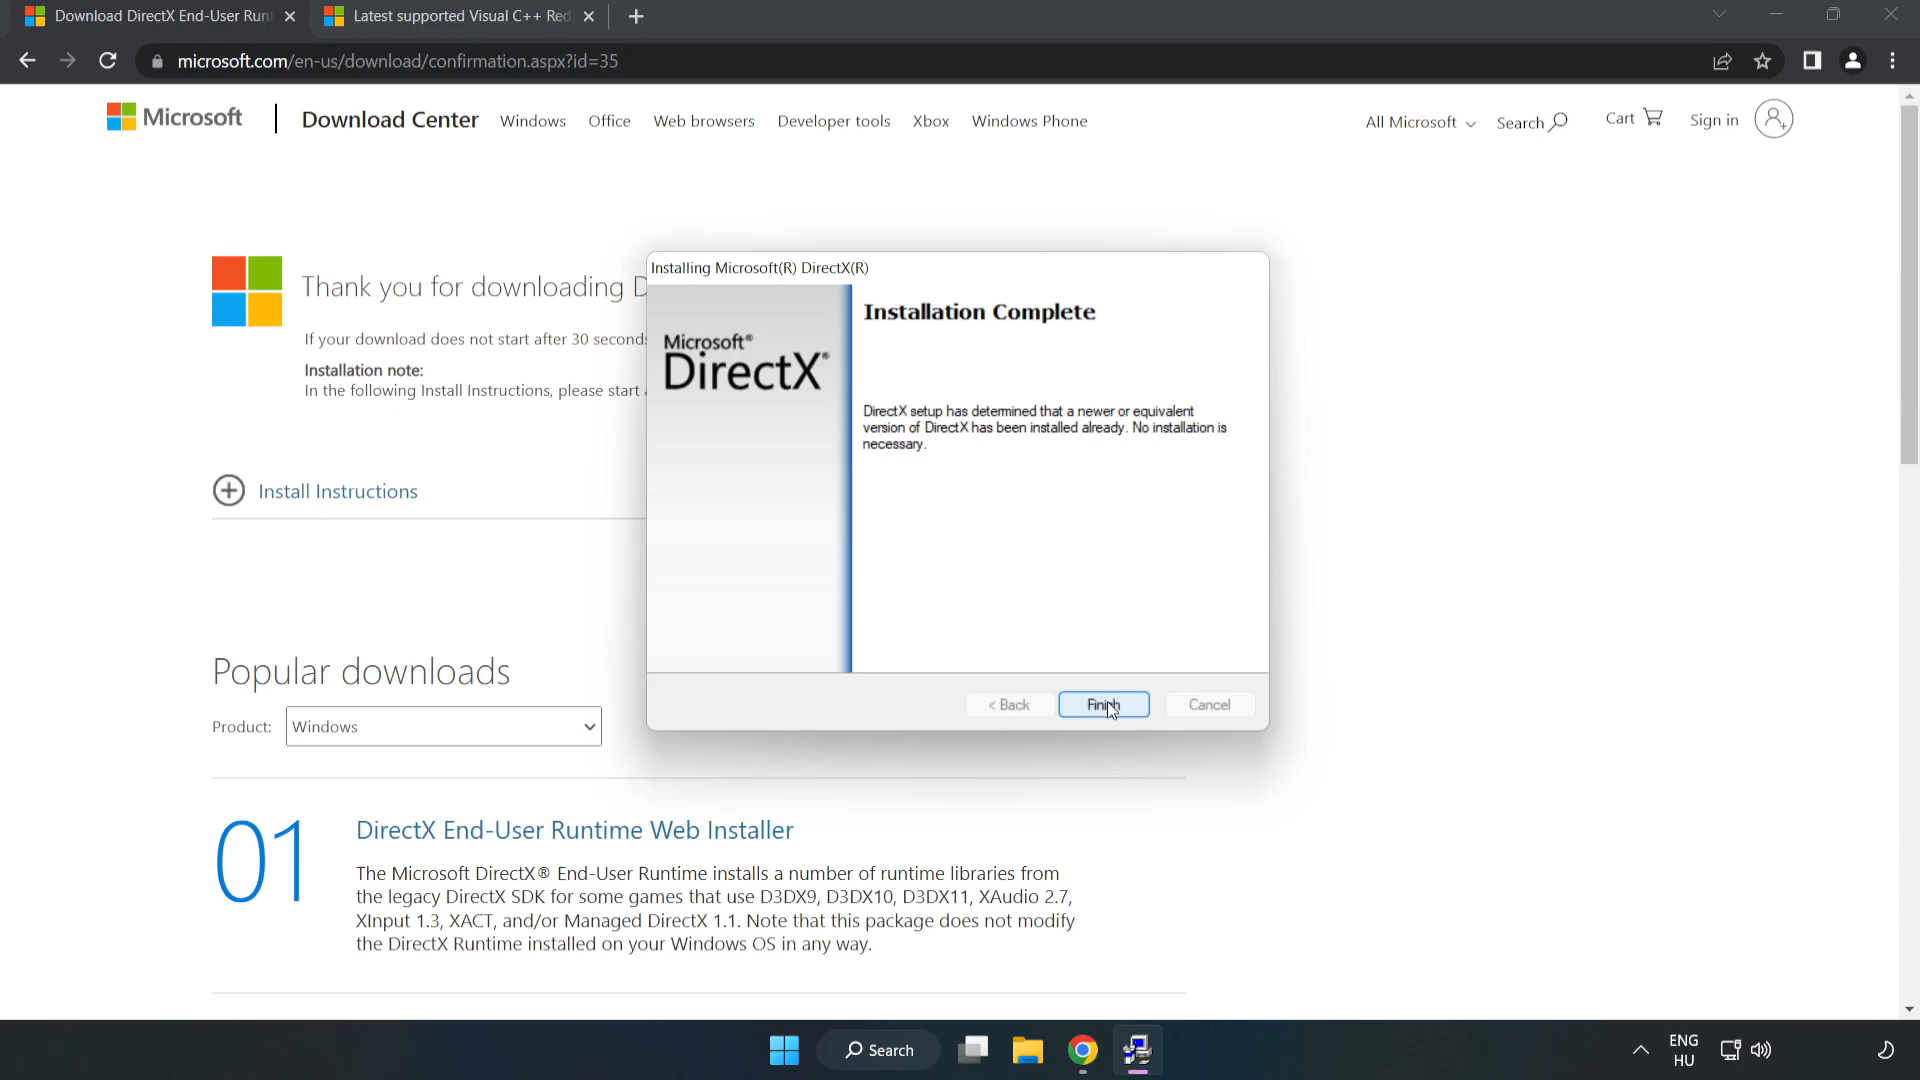 Download DirectX End-User Runt
Latest supported Visual C++ Red
microsoft.com/en-us/download/confirmation.aspx?id=35
Microsoft
Download Center
Windows
Office
Web browsers
Developer tools
Xbox
Windows Phone
All Microsoft
Search
Cart
Sign in
Thank you for downloading D
If your download does not start after 30 seconds
Installation note:
In the following Install Instructions, please start a
Install Instructions
Installing Microsoft(R) DirectX(R)
Microsoft®
DirectX®
Installation Complete
DirectX setup has determined that a newer or equivalent
version of DirectX has been installed already. No installation is
necessary.
< Back
Finish
Cancel
Popular downloads
Product:
Windows
01
DirectX End-User Runtime Web Installer
The Microsoft DirectX® End-User Runtime installs a number of runtime libraries from
the legacy DirectX SDK for some games that use D3DX9, D3DX10, D3DX11, XAudio 2.7,
XInput 1.3, XACT, and/or Managed DirectX 1.1. Note that this package does not modify
the DirectX Runtime installed on your Windows OS in any way.
Search
ENG
HU